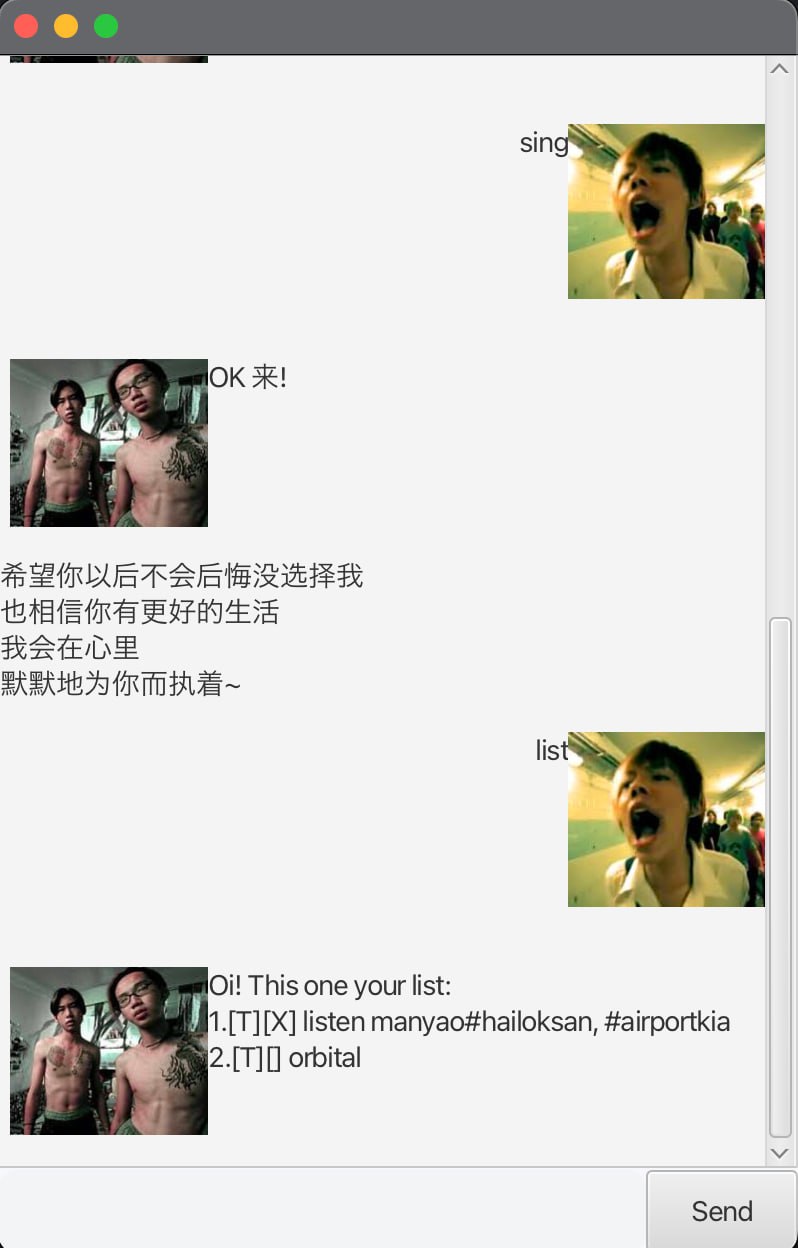 sing
OK 来!
希望你以后不会后悔没选择我
也相信你有更好的生活
我会在心里
默默地为你而执着~
list
Oi! This one your list:
1.[T][X] listen manyao#hailoksan, #airportkia
2.[T][] orbital
Send